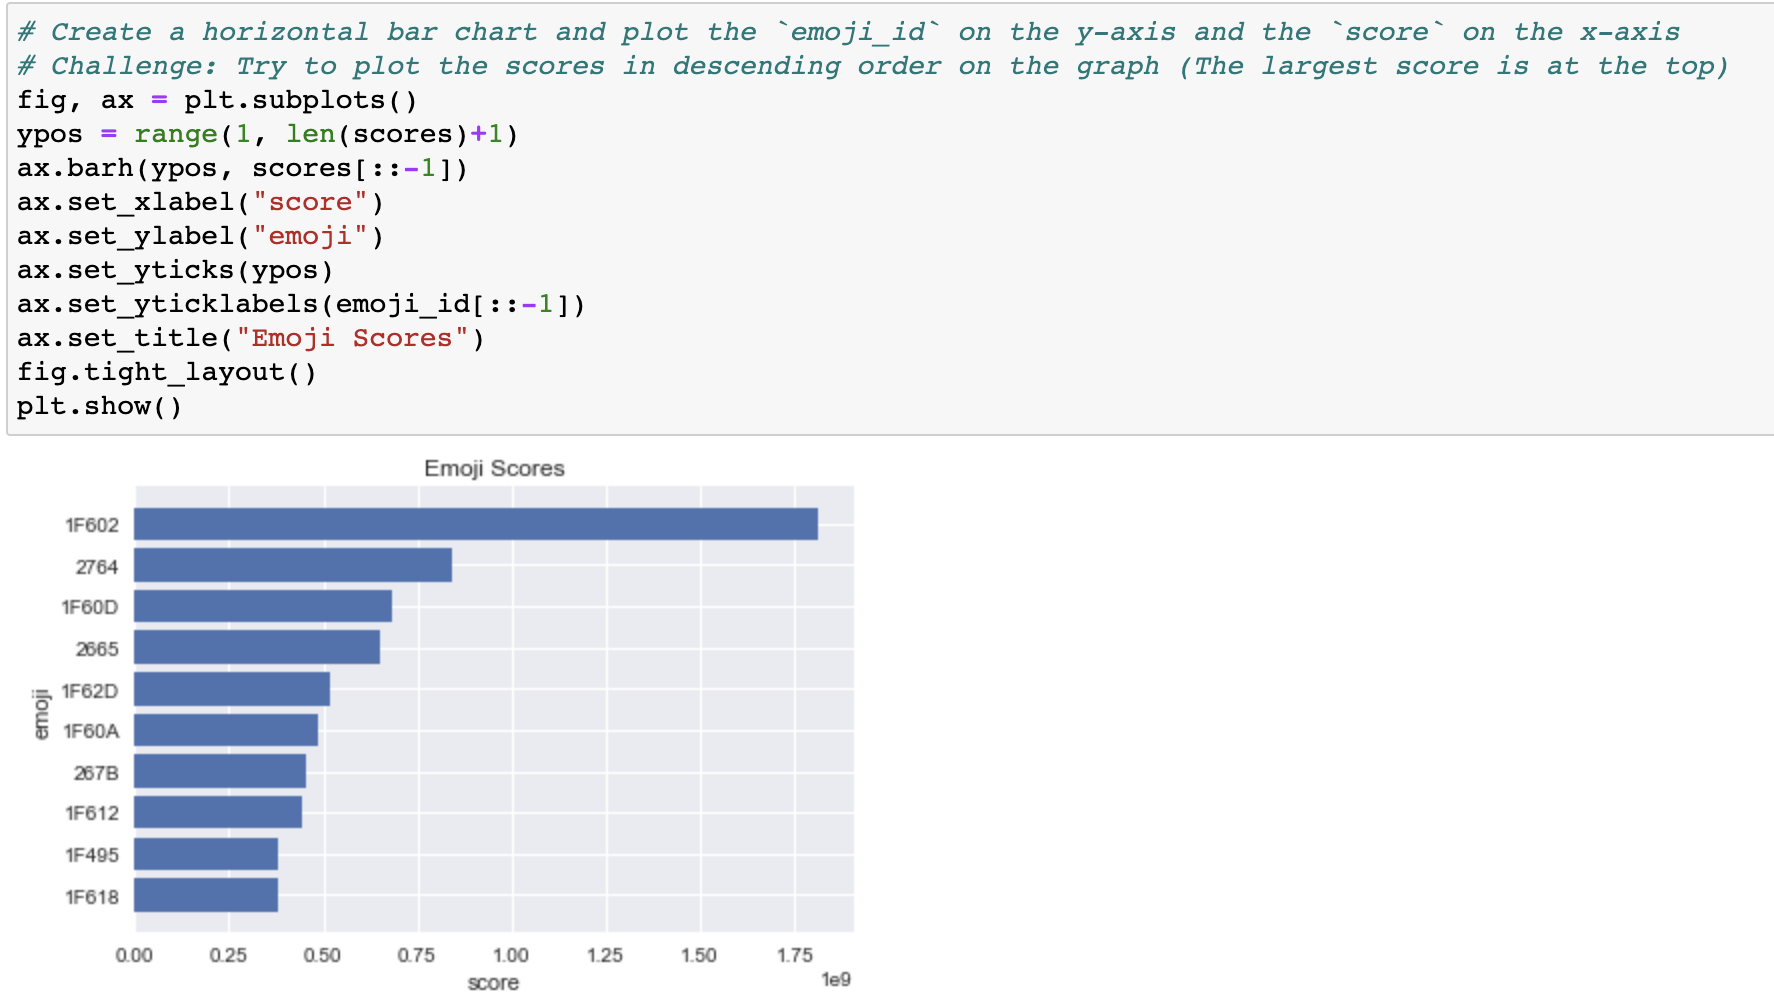 # Create a horizontal bar chart and plot the `emoji_id` on the y-axis and the `score` on the x-axis
# Challenge: Try to plot the scores in descending order on the graph (The largest score is at the top)
fig, ax = plt.subplots()
ypos = range(1, len(scores)+1)
ax.barh(ypos, scores[::-1])
ax.set_xlabel("score")
ax.set_ylabel("emoji")
ax.set_yticks(ypos)
ax.set_yticklabels(emoji_id[::-1])
ax.set_title("Emoji Scores")
fig.tight_layout()
plt.show()
Emoji Scores
1F602
2764
1F60D
2665
1F62D
1F60A
267B
1F612
1F495
1F618
emoji
0.00 0.25 0.50 0.75 1.00 1.25 1.50 1.75
1e9
score